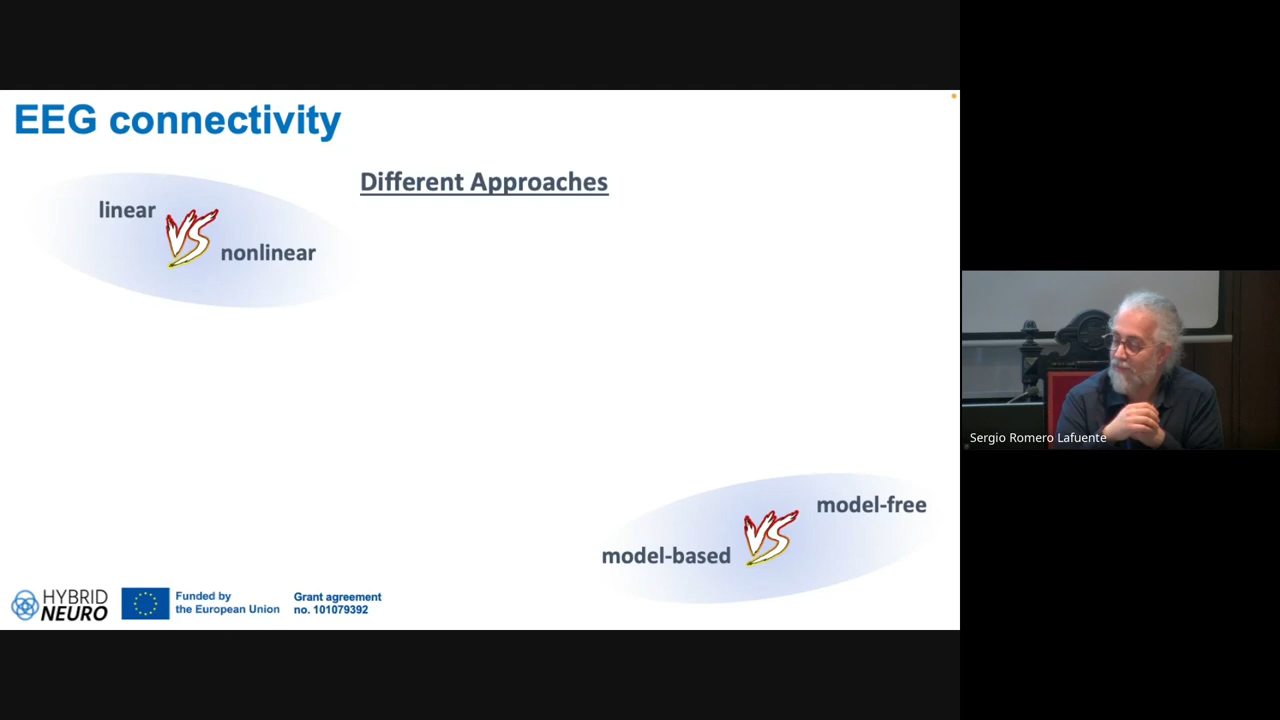 EEG connectivity
Different Approaches
linear
VS
nonlinear
model-free
VS
model-based
HYBRID
NEURO
Funded by
the European Union
Grant agreement
no. 101079392
Sergio Romero Lafuente